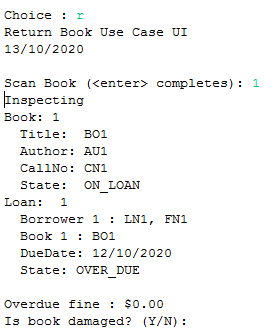 Choice : r
Return Book Use Case UI
13/10/2020

Scan Book (<enter> completes): 1
Inspecting
Book: 1
  Title:  BO1
  Author: AU1
  CallNo: CN1
  State:  ON_LOAN
Loan:  1
  Borrower 1 : LN1, FN1
  Book 1 : BO1
  DueDate: 12/10/2020
  State: OVER_DUE

Overdue fine : $0.00
Is book damaged? (Y/N):